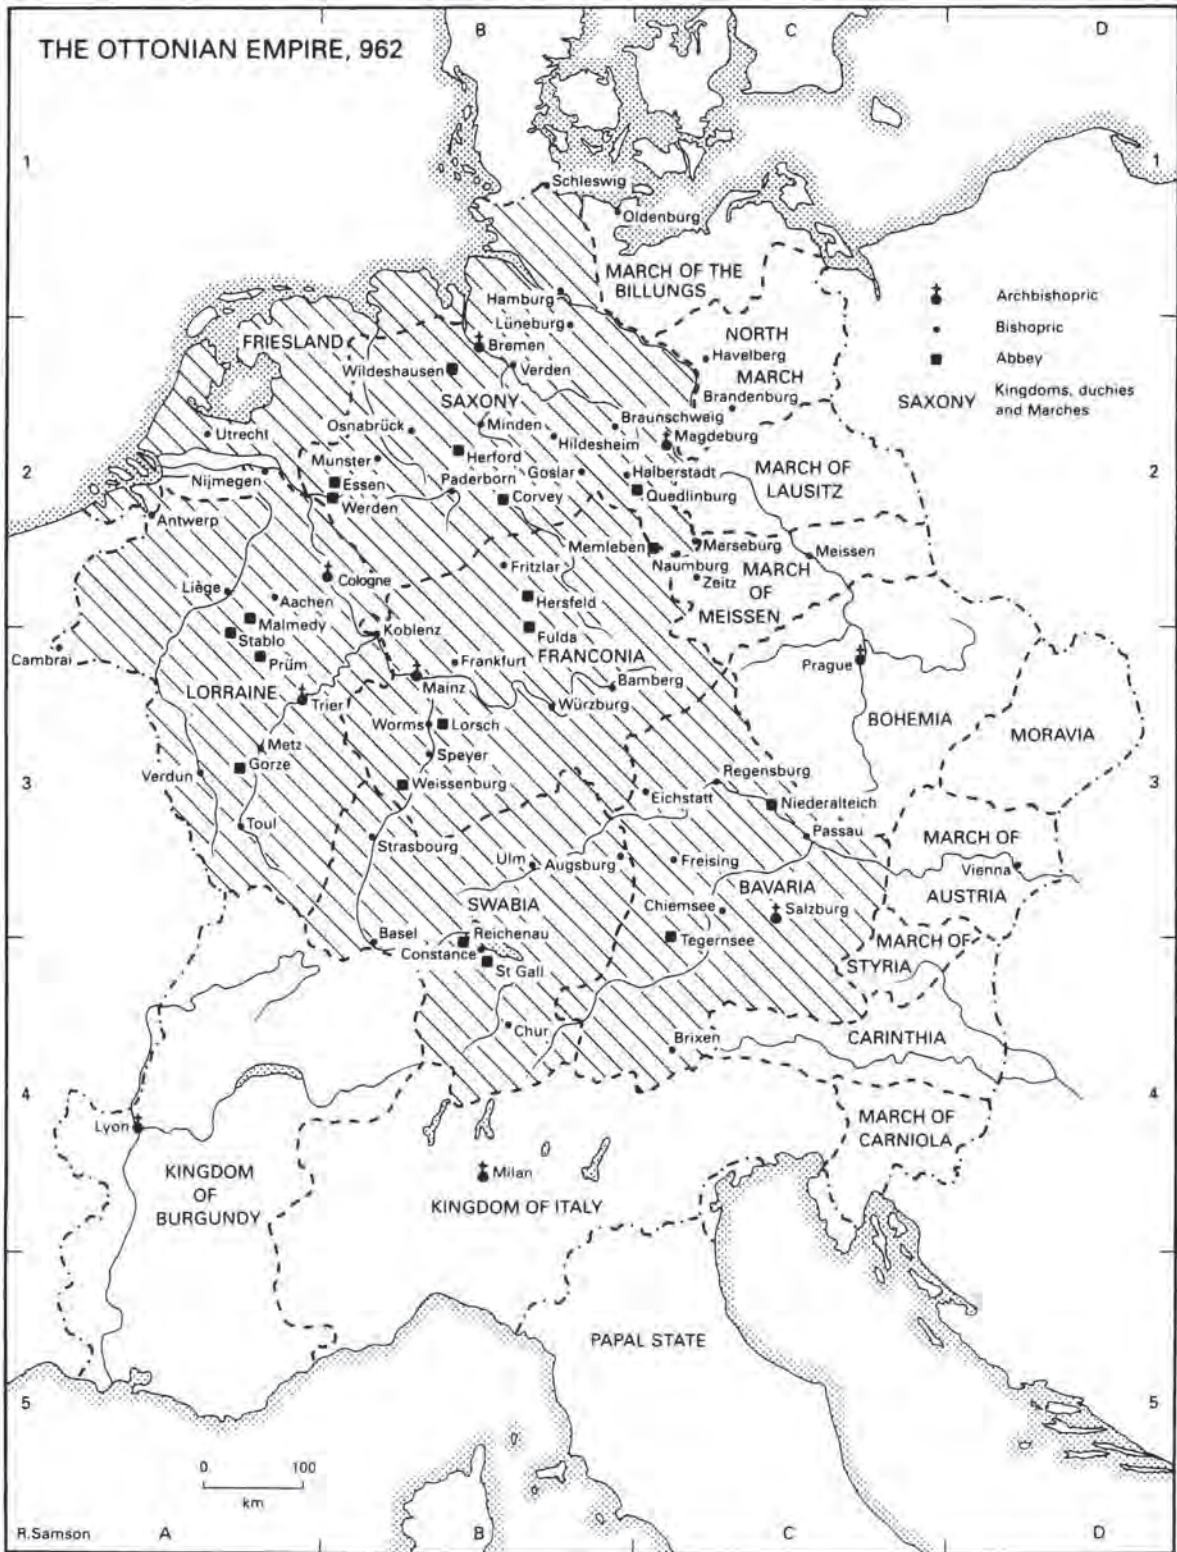 THE OTTONIAN EMPIRE, 962
B
C
D
1
1
Schleswig
Oldenburg
MARCH OF THE
BILLUNGS
Hamburg
Lüneburg
Archbishopric
Bishopric
Abbey
SAXONY
Kingdoms, duchies
and Marches
FRIESLAND
Bremen
NORTH
MARCH
Havelberg
Wildeshausen
Verden
Brandenburg
SAXONY
Utrecht
Osnabrück
Minden
Braunschweig
Hildesheim
Magdeburg
2
2
Munster
Herford
Goslar
Halberstadt
MARCH OF
LAUSITZ
Nijmegen
Essen
Paderborn
Corvey
Quedlinburg
Werden
Antwerp
Memleben
Merseburg
Meissen
Naumburg
Zeitz
MARCH
OF
MEISSEN
Cologne
Fritzlar
Liège
Aachen
Hersfeld
Malmedy
Stablo
Koblenz
Fulda
Cambrai
Prüm
Frankfurt
FRANCONIA
Prague
LORRAINE
Trier
Mainz
Bamberg
Würzburg
BOHEMIA
MORAVIA
Worms
Lorsch
Metz
Speyer
Gorze
Verdun
Weissenburg
Regensburg
3
3
Eichstatt
Niederalteich
Toul
Strasbourg
Passau
MARCH OF
AUSTRIA
Ulm
Augsburg
Freising
Vienna
BAVARIA
SWABIA
Chiemsee
Salzburg
Basel
Reichenau
Tegernsee
MARCH OF
STYRIA
Constance
St Gall
Chur
Brixen
CARINTHIA
4
4
Lyon
MARCH OF
CARNIOLA
KINGDOM
OF
BURGUNDY
Milan
KINGDOM OF ITALY
PAPAL STATE
5
5
0 100
km
R.Samson
A
B
C
D